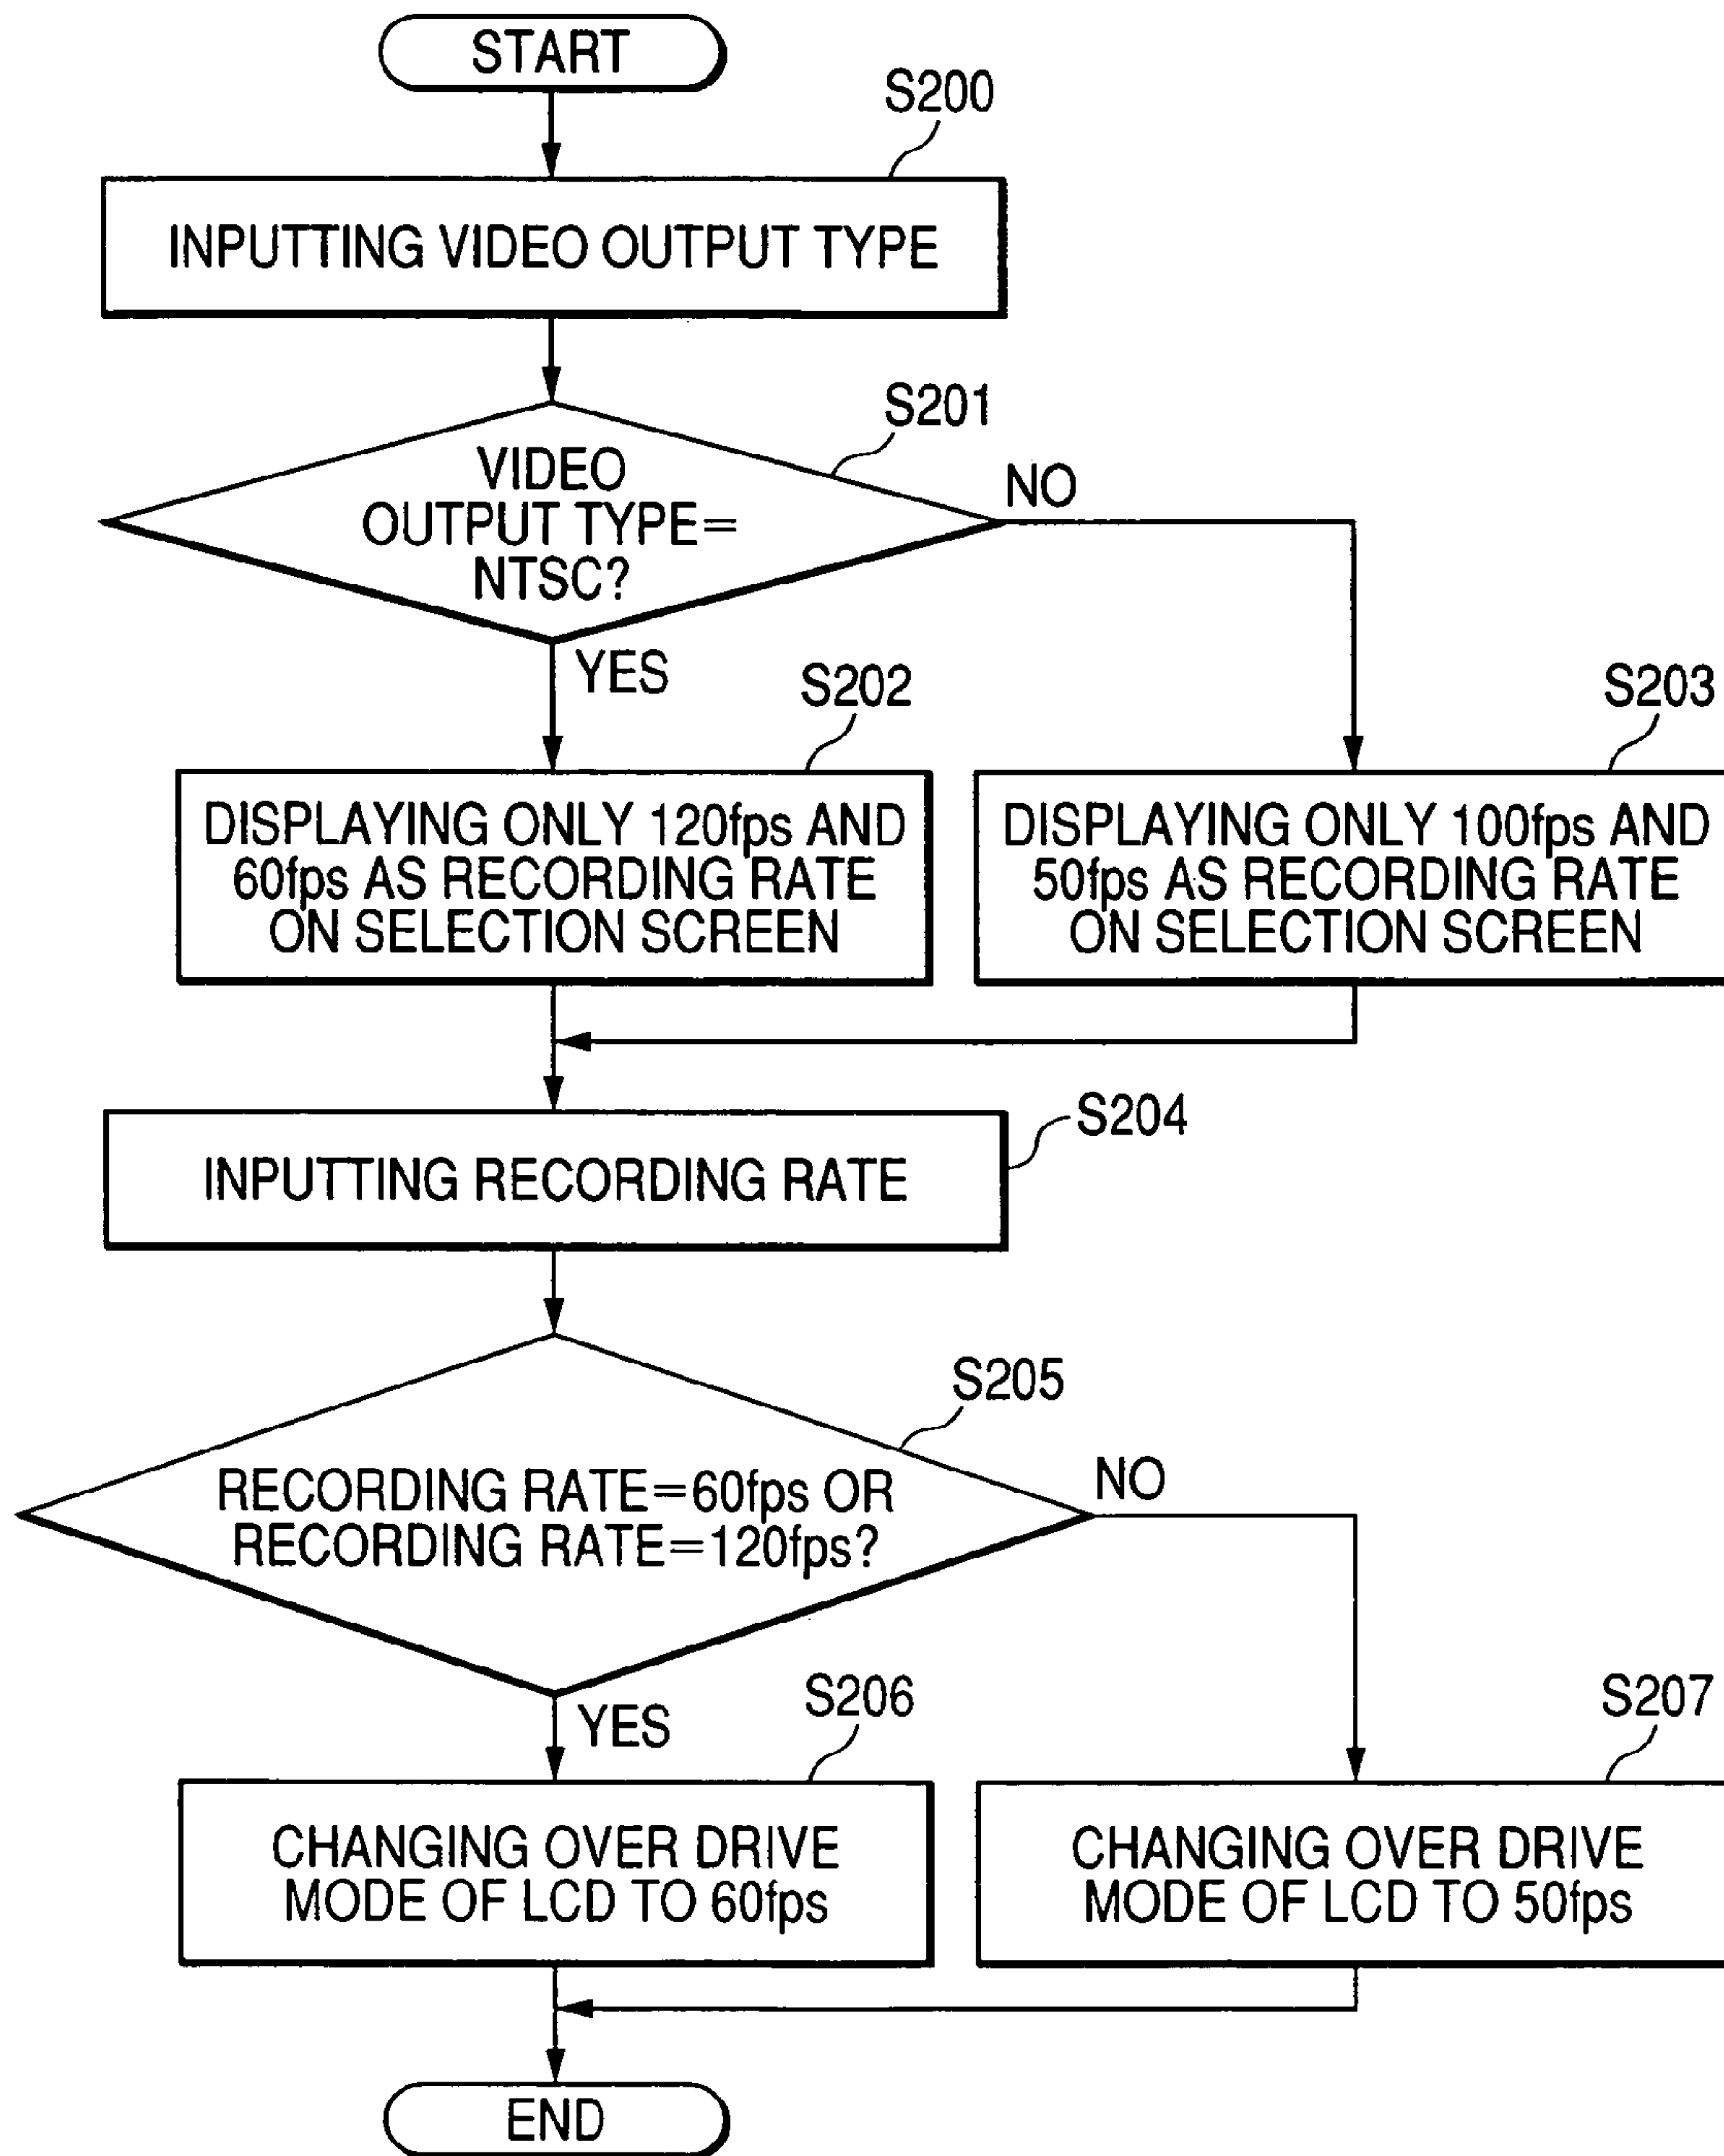 START
S200
INPUTTING VIDEO OUTPUT TYPE
S201
VIDEO
OUTPUT TYPE=
NTSC?
NO
YES
S202
S203
DISPLAYING ONLY 120fps AND
60fps AS RECORDING RATE
ON SELECTION SCREEN
DISPLAYING ONLY 100fps AND
50fps AS RECORDING RATE
ON SELECTION SCREEN
S204
INPUTTING RECORDING RATE
S205
RECORDING RATE=60fps OR
RECORDING RATE=120fps?
NO
YES
S206
S207
CHANGING OVER DRIVE
MODE OF LCD TO 60fps
CHANGING OVER DRIVE
MODE OF LCD TO 50fps
END